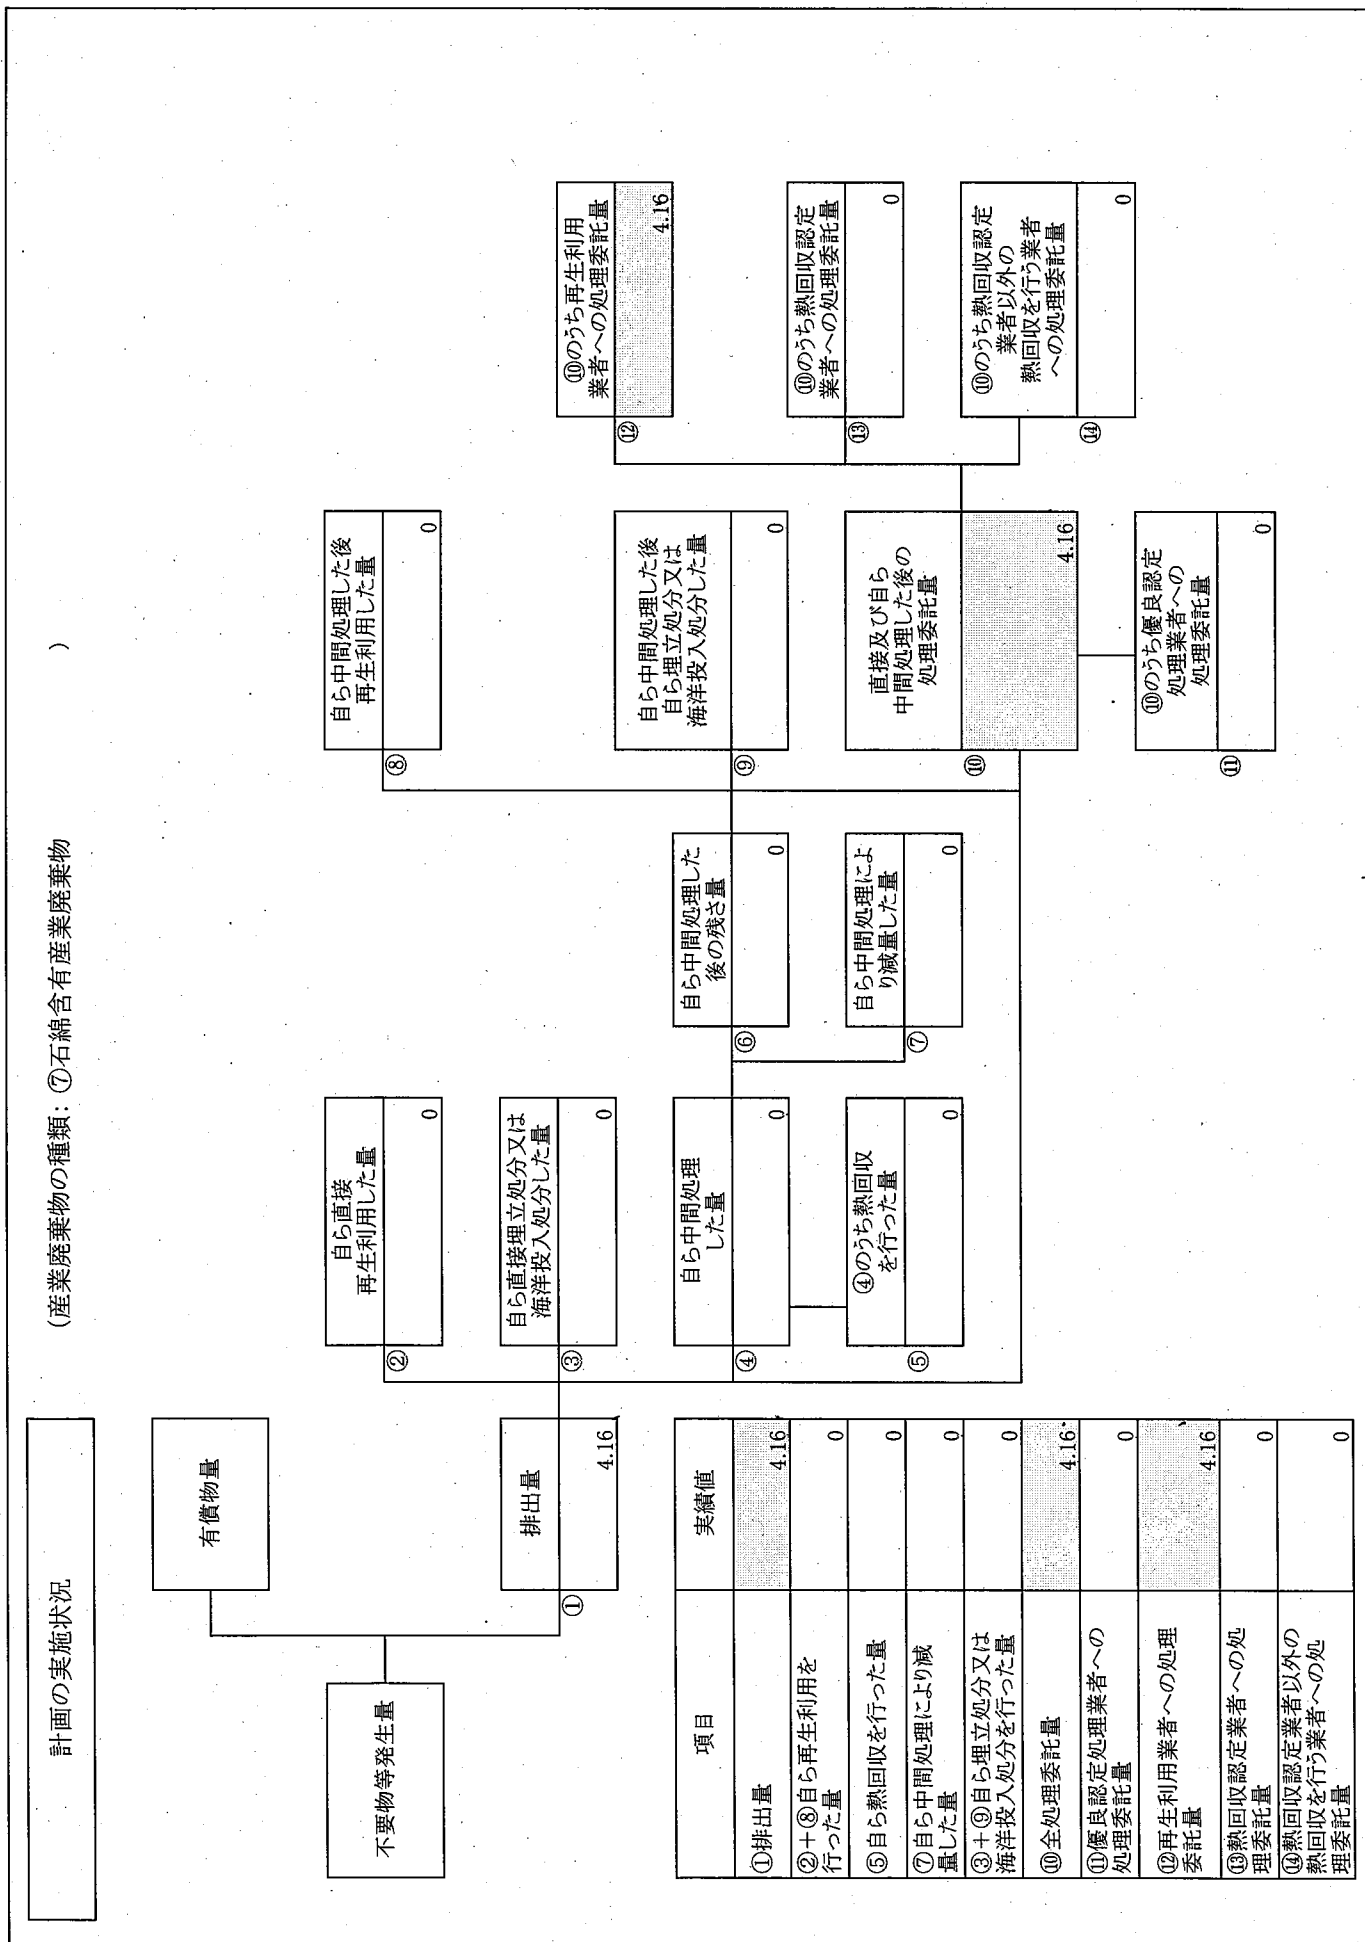 計画の実施状況
(産業廃棄物の種類：⑦石綿含有産業廃棄物 )
有償物量
不要物等発生量
排出量
①
4.16
自ら直接
再生利用した量
②
0
自ら直接埋立処分又は
海洋投入処分した量
③
0
自ら中間処理
した量
④
0
④のうち熱回収
を行った量
⑤
0
自ら中間処理した
後の残さ量
⑥
0
自ら中間処理によ
り減量した量
⑦
0
自ら中間処理した後
再生利用した量
⑧
0
自ら中間処理した後
自ら埋立処分又は
海洋投入処分した量
⑨
0
直接及び自ら
中間処理した後の
処理委託量
⑩
4.16
⑩のうち優良認定
処理業者への
処理委託量
⑪
0
⑩のうち再生利用
業者への処理委託量
⑫
4.16
⑩のうち熱回収認定
業者への処理委託量
⑬
0
⑩のうち熱回収認定
業者以外の
熱回収を行う業者
への処理委託量
⑭
0
項目 実績値
①排出量 4.16
②+⑧自ら再生利用を
行った量 0
⑤自ら熱回収を行った量 0
⑦自ら中間処理により減
量した量 0
③+⑨自ら埋立処分又は
海洋投入処分を行った量 0
⑩全処理委託量 4.16
⑪優良認定処理業者への
処理委託量 0
⑫再生利用業者への処理
委託量 4.16
⑬熱回収認定業者への処
理委託量 0
⑭熱回収認定業者以外の
熱回収を行う業者への処
理委託量 0